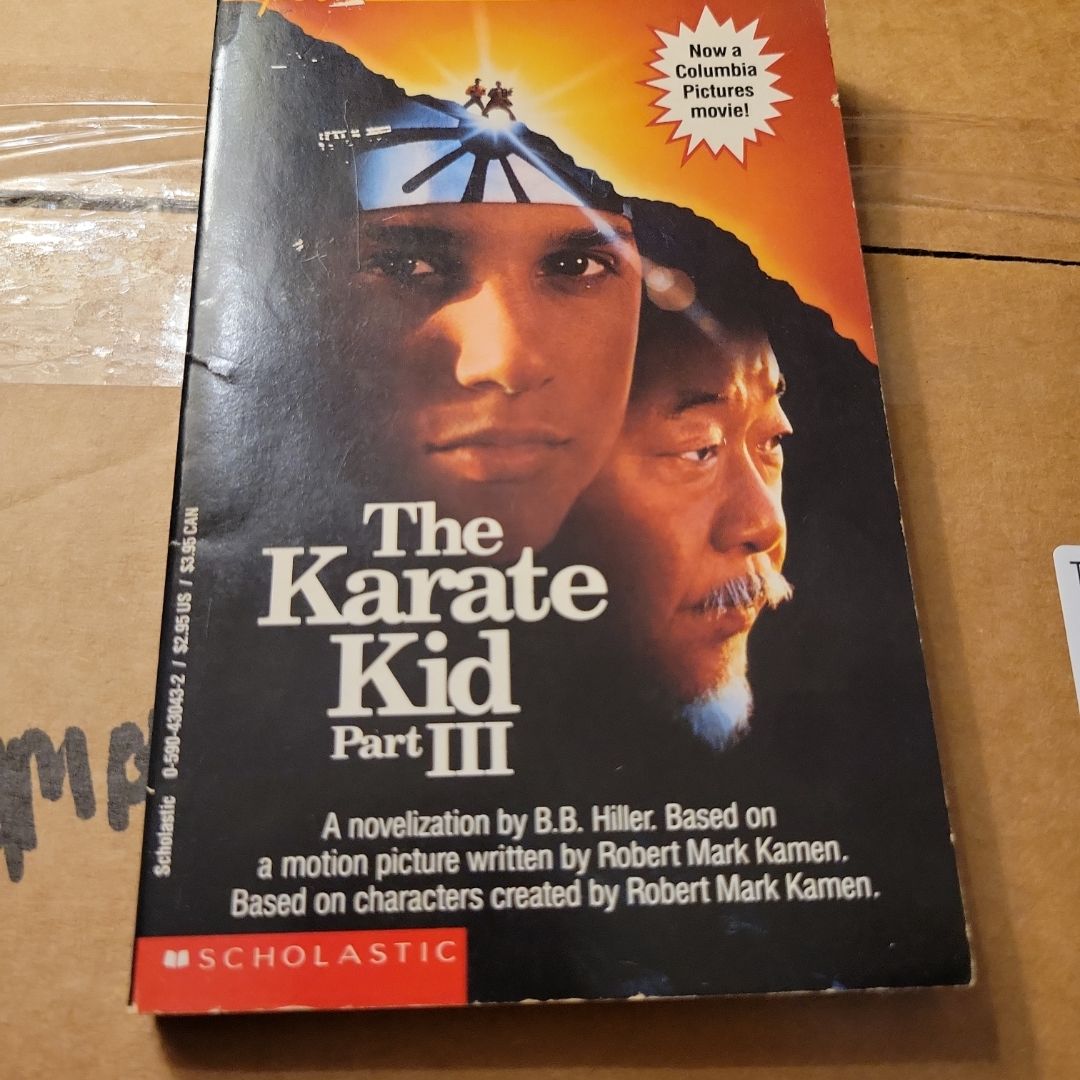 Now a
Columbia
Pictures
movie!
The
Karate
Kid
Part III
A novelization by B.B. Hiller. Based on
a motion picture written by Robert Mark Kamen.
Based on characters created by Robert Mark Kamen.
SCHOLASTIC
Scholastic 0-590-43043-2 / $2.95 US / $3.95 CAN
T